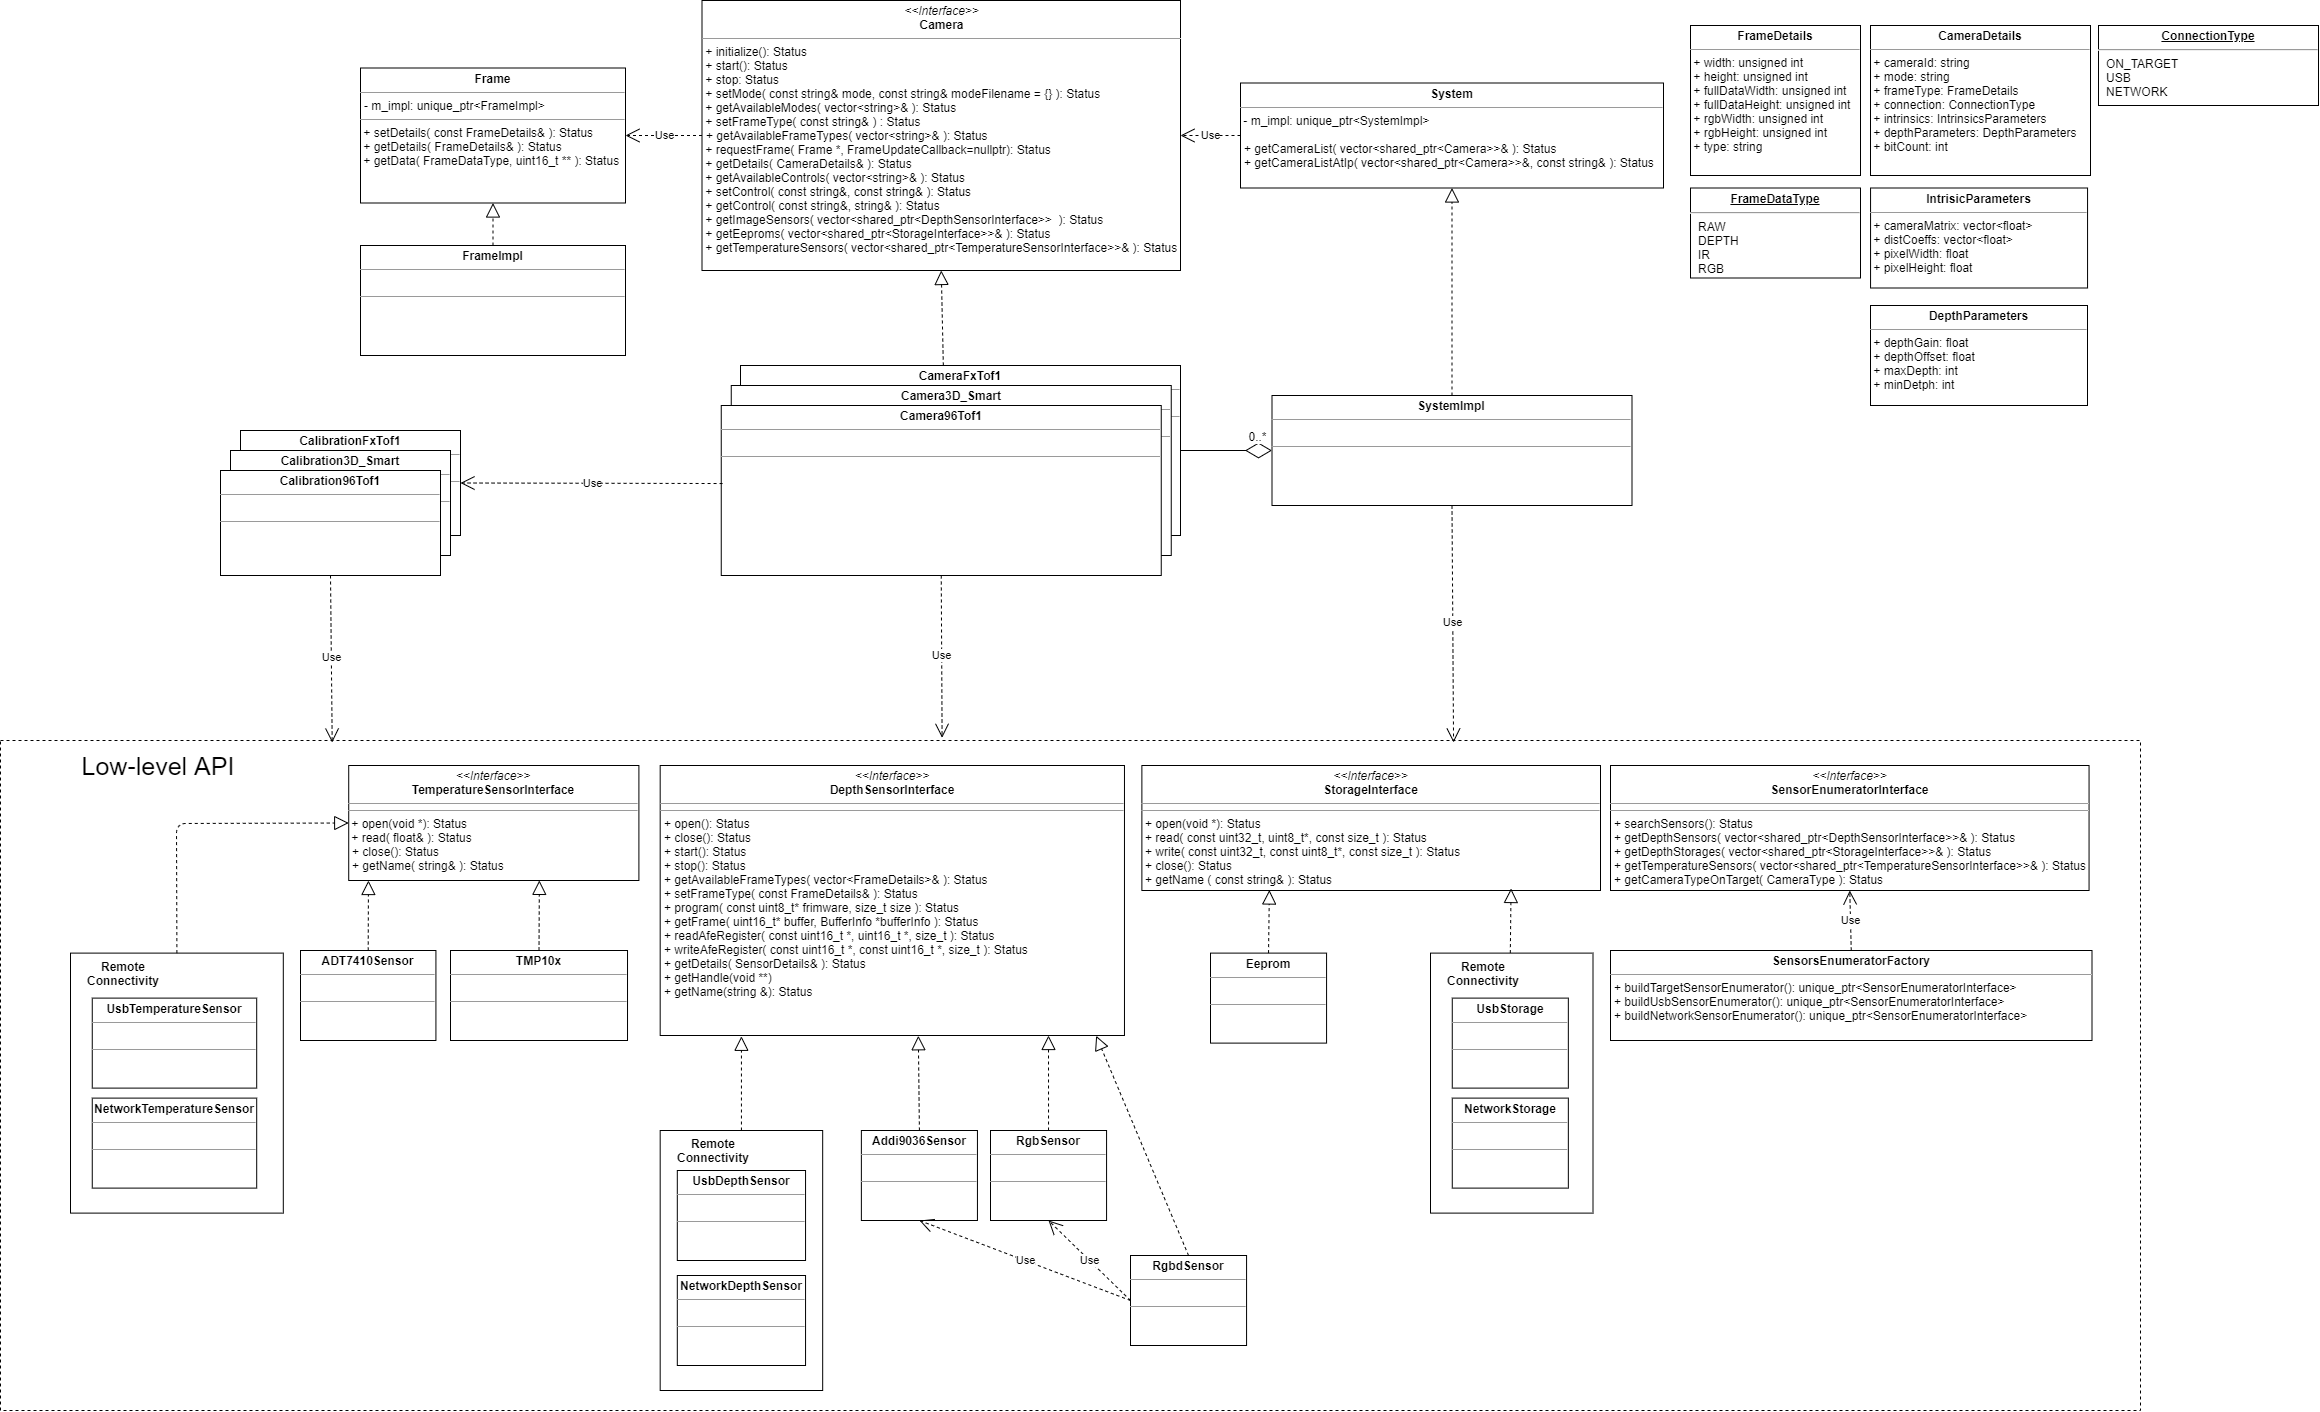 <<Interface>>
Camera
+ initialize(): Status
+ start(): Status
+ stop: Status
+ setMode( const string& mode, const string& modeFilename = {} ): Status
+ getAvailableModes( vector<string>& ): Status
+ setFrameType( const string& ) : Status
+ getAvailableFrameTypes( vector<string>& ): Status
+ requestFrame( Frame *, FrameUpdateCallback=nullptr): Status
+ getDetails( CameraDetails& ): Status
+ getAvailableControls( vector<string>& ): Status
+ setControl( const string&, const string& ): Status
+ getControl( const string&, string& ): Status
+ getImageSensors( vector<shared_ptr<DepthSensorInterface>> ): Status
+ getEeproms( vector<shared_ptr<StorageInterface>>& ): Status
+ getTemperatureSensors( vector<shared_ptr<TemperatureSensorInterface>>& ): Status
Frame
- m_impl: unique_ptr<FrameImpl>
+ setDetails( const FrameDetails& ): Status
+ getDetails( FrameDetails& ): Status
+ getData( FrameDataType, uint16_t ** ): Status
Use
FrameImpl
Use
System
- m_impl: unique_ptr<SystemImpl>
+ getCameraList( vector<shared_ptr<Camera>>& ): Status
+ getCameraListAtIp( vector<shared_ptr<Camera>>&, const string& ): Status
FrameDetails
+ width: unsigned int
+ height: unsigned int
+ fullDataWidth: unsigned int
+ fullDataHeight: unsigned int
+ rgbWidth: unsigned int
+ rgbHeight: unsigned int
+ type: string
CameraDetails
+ cameraId: string
+ mode: string
+ frameType: FrameDetails
+ connection: ConnectionType
+ intrinsics: IntrinsicsParameters
+ depthParameters: DepthParameters
+ bitCount: int
ConnectionType
ON_TARGET
USB
NETWORK
FrameDataType
RAW
DEPTH
IR
RGB
IntrisicParameters
+ cameraMatrix: vector<float>
+ distCoeffs: vector<float>
+ pixelWidth: float
+ pixelHeight: float
DepthParameters
+ depthGain: float
+ depthOffset: float
+ maxDepth: int
+ minDetph: int
CameraFxTof1
Camera3D_Smart
Camera96Tof1
0..*
SystemImpl
CalibrationFxTof1
Calibration3D_Smart
Calibration96Tof1
Use
Use
Use
Use
Low-level API
<<Interface>>
TemperatureSensorInterface
+ open(void *): Status
+ read( float& ): Status
+ close(): Status
+ getName( string& ): Status
<<Interface>>
DepthSensorInterface
+ open(): Status
+ close(): Status
+ start(): Status
+ stop(): Status
+ getAvailableFrameTypes( vector<FrameDetails>& ): Status
+ setFrameType( const FrameDetails& ): Status
+ program( const uint8_t* frimware, size_t size ): Status
+ getFrame( uint16_t* buffer, BufferInfo *bufferInfo ): Status
+ readAfeRegister( const uint16_t *, uint16_t *, size_t ): Status
+ writeAfeRegister( const uint16_t *, const uint16_t *, size_t ): Status
+ getDetails( SensorDetails& ): Status
+ getHandle(void **)
+ getName(string &): Status
<<Interface>>
StorageInterface
+ open(void *): Status
+ read( const uint32_t, uint8_t*, const size_t ): Status
+ write( const uint32_t, const uint8_t*, const size_t ): Status
+ close(): Status
+ getName ( const string& ): Status
<<Interface>>
SensorEnumeratorInterface
+ searchSensors(): Status
+ getDepthSensors( vector<shared_ptr<DepthSensorInterface>>& ): Status
+ getDepthStorages( vector<shared_ptr<StorageInterface>>& ): Status
+ getTemperatureSensors( vector<shared_ptr<TemperatureSensorInterface>>& ): Status
+ getCameraTypeOnTarget( CameraType ): Status
Use
SensorsEnumeratorFactory
+ buildTargetSensorEnumerator(): unique_ptr<SensorEnumeratorInterface>
+ buildUsbSensorEnumerator(): unique_ptr<SensorEnumeratorInterface>
+ buildNetworkSensorEnumerator(): unique_ptr<SensorEnumeratorInterface>
Remote
Connectivity
UsbTemperatureSensor
NetworkTemperatureSensor
ADT7410Sensor
TMP10x
Eeprom
Remote
Connectivity
UsbStorage
NetworkStorage
Remote
Connectivity
UsbDepthSensor
NetworkDepthSensor
Addi9036Sensor
RgbSensor
Use
Use
RgbdSensor